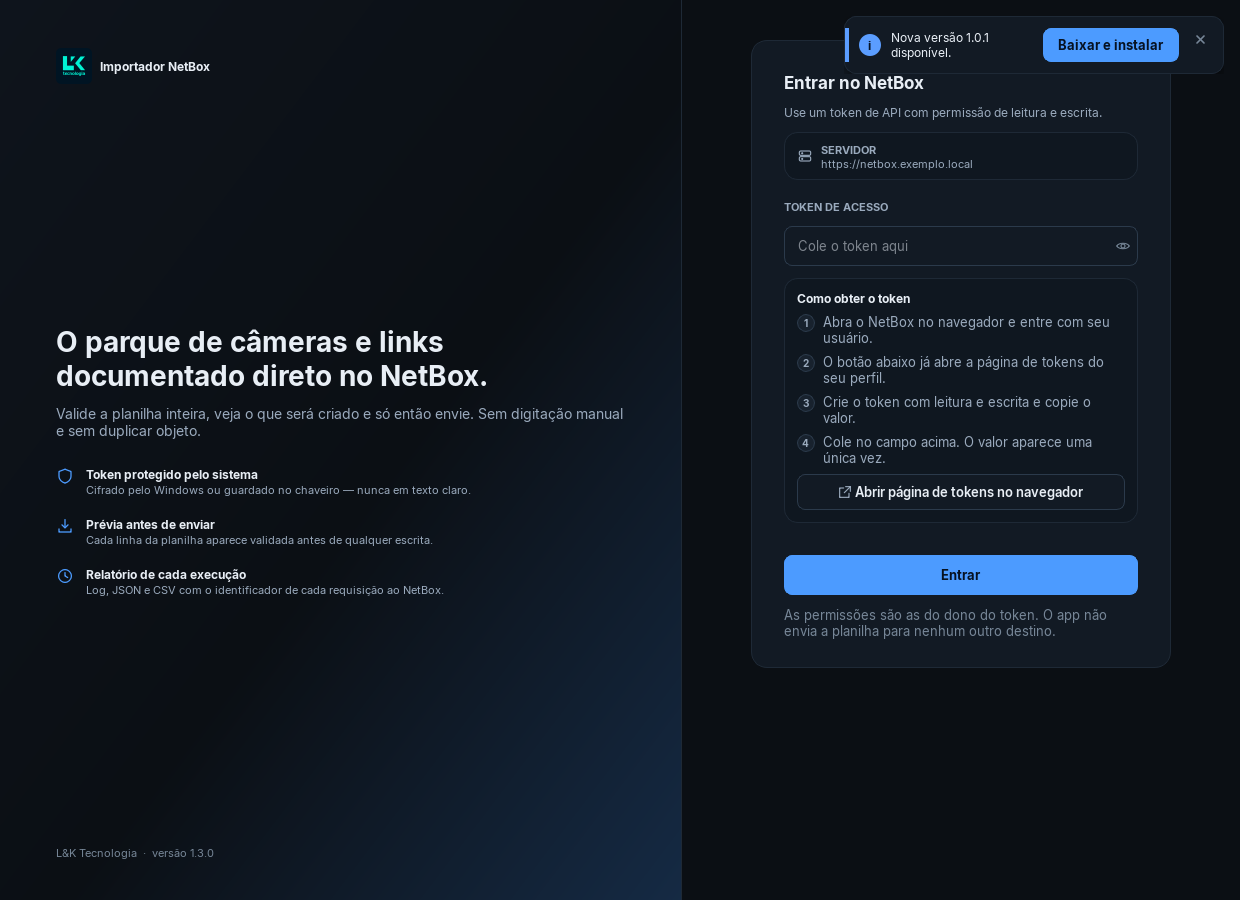 LK
tecnologia
Importador NetBox
O parque de câmeras e links
documentado direto no NetBox.
Valide a planilha inteira, veja o que será criado e só então envie. Sem digitação manual
e sem duplicar objeto.
Token protegido pelo sistema
Cifrado pelo Windows ou guardado no chaveiro — nunca em texto claro.
Prévia antes de enviar
Cada linha da planilha aparece validada antes de qualquer escrita.
Relatório de cada execução
Log, JSON e CSV com o identificador de cada requisição ao NetBox.
L&K Tecnologia · versão 1.3.0
i
Nova versão 1.0.1
disponível.
Baixar e instalar
Entrar no NetBox
Use um token de API com permissão de leitura e escrita.
SERVIDOR
https://netbox.exemplo.local
TOKEN DE ACESSO
Cole o token aqui
Como obter o token
1 Abra o NetBox no navegador e entre com seu
usuário.
2 O botão abaixo já abre a página de tokens do
seu perfil.
3 Crie o token com leitura e escrita e copie o
valor.
4 Cole no campo acima. O valor aparece uma
única vez.
Abrir página de tokens no navegador
Entrar
As permissões são as do dono do token. O app não
envia a planilha para nenhum outro destino.